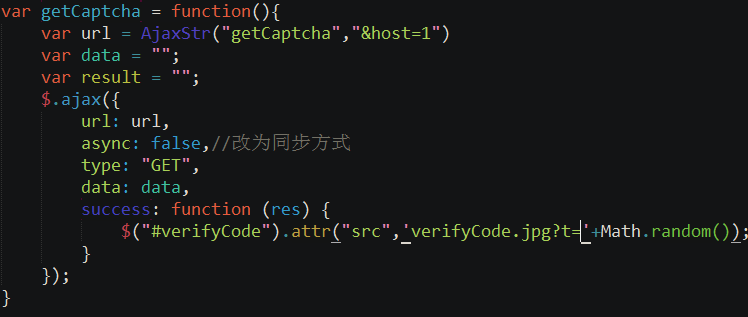 var getCaptcha = function(){
    var url = AjaxStr("getCaptcha","&host=1")
    var data = "";
    var result = "";
    $.ajax({
        url: url,
        async: false,//改为同步方式
        type: "GET",
        data: data,
        success: function (res) {
            $("#verifyCode").attr("src",'verifyCode.jpg?t='+Math.random());
        }
    });
}